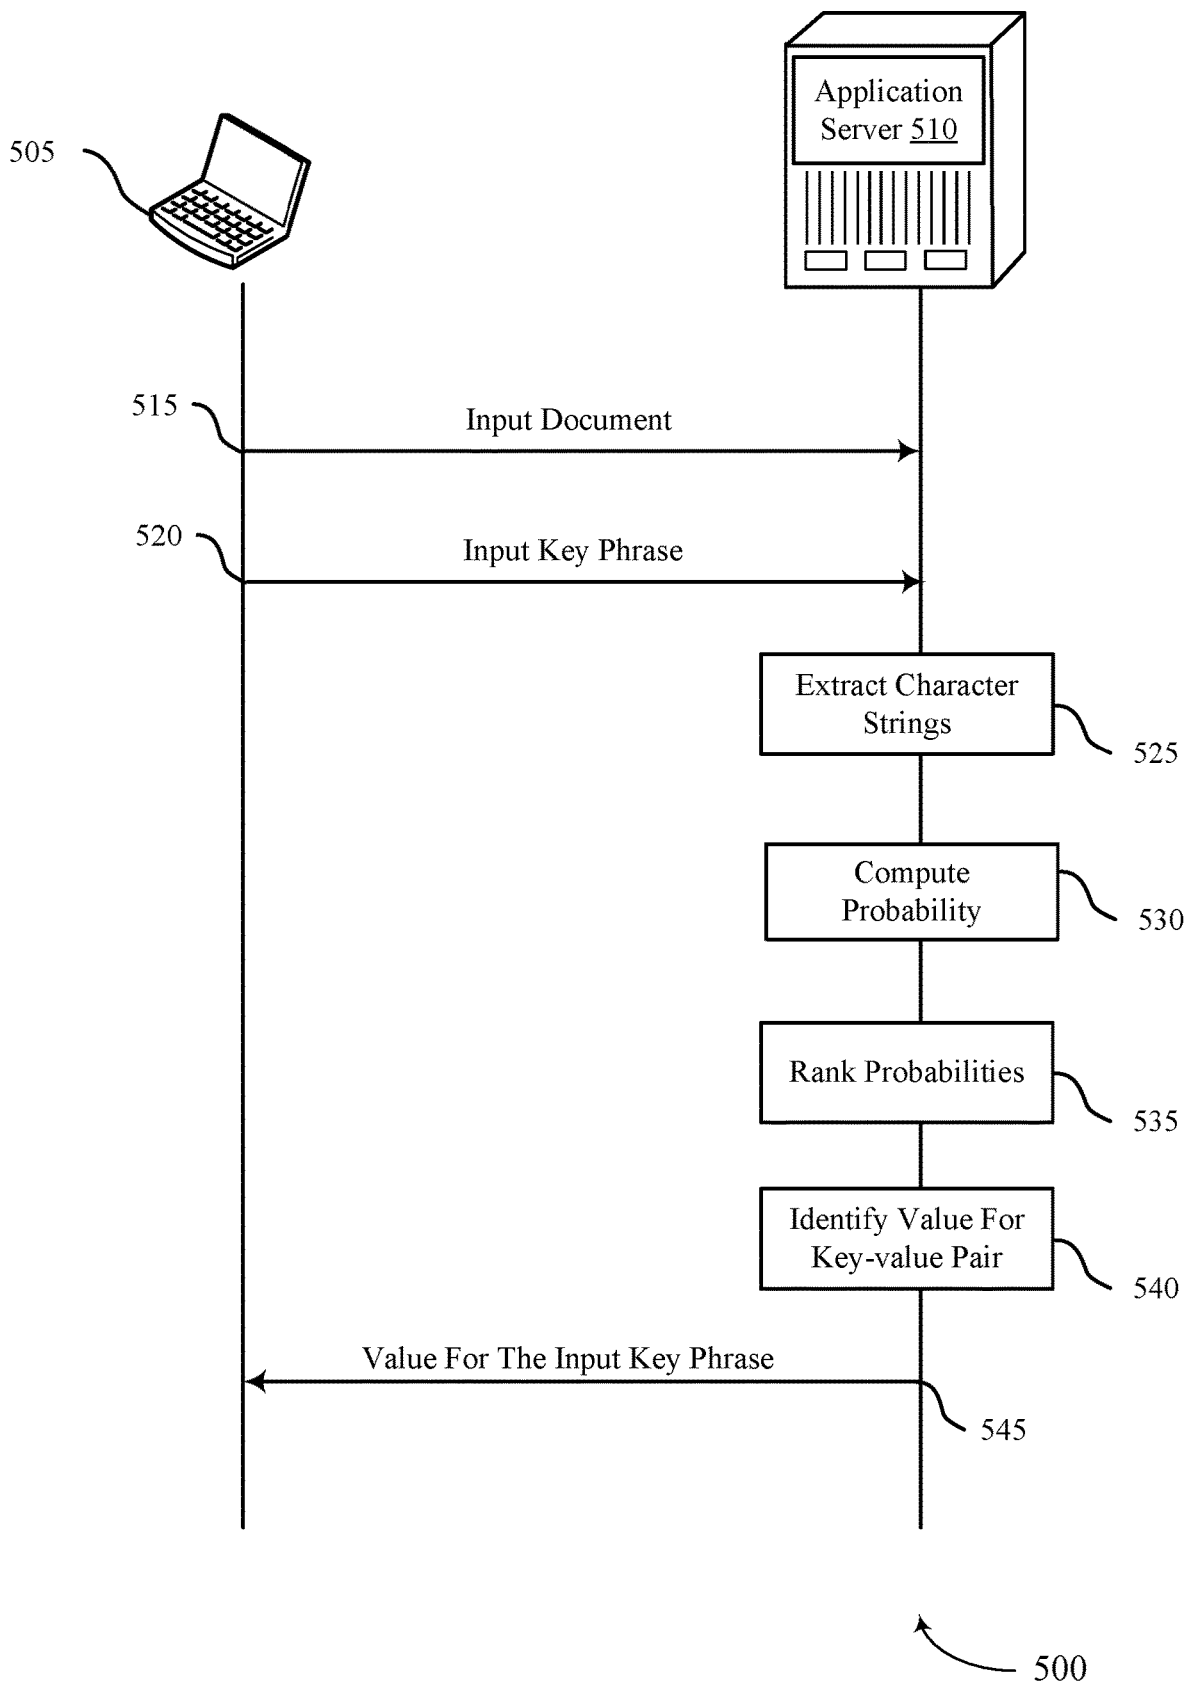 Application
Server 510
505
515
Input Document
520
Input Key Phrase
Extract Character
Strings
525
Compute
Probability
530
Rank Probabilities
535
Identify Value For
Key-value Pair
540
Value For The Input Key Phrase
545
500